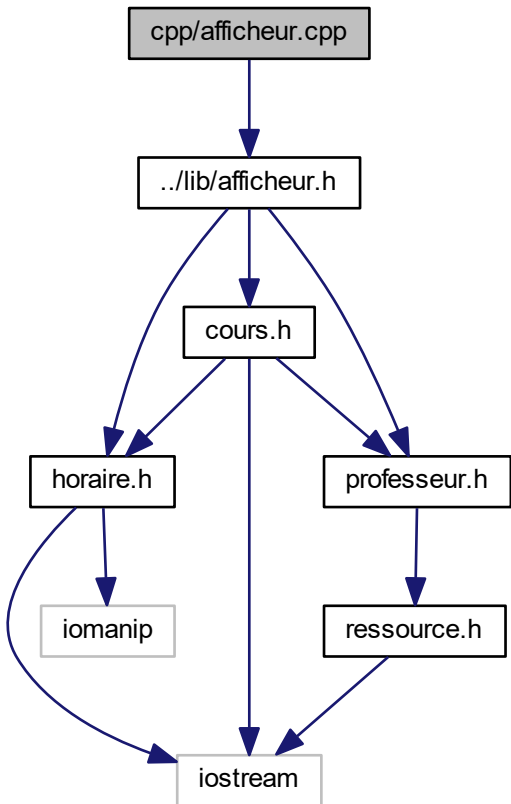 cpp/afficheur.cpp
../lib/afficheur.h
cours.h
horaire.h
professeur.h
iomanip
ressource.h
iostream